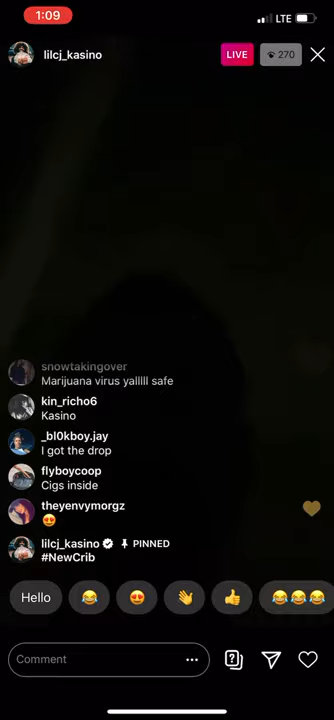 1:09
LTE
lilcj_kasino
LIVE
270
snowtakingover
Marijuana virus yalllll safe
kin_richo6
Kasino
_bl0kboy.jay
I got the drop
flyboycoop
Cigs inside
theyenvymorgz
😍
lilcj_kasino PINNED
#NewCrib
Hello 😂 😍 👋 👍 😂😂😂
Comment